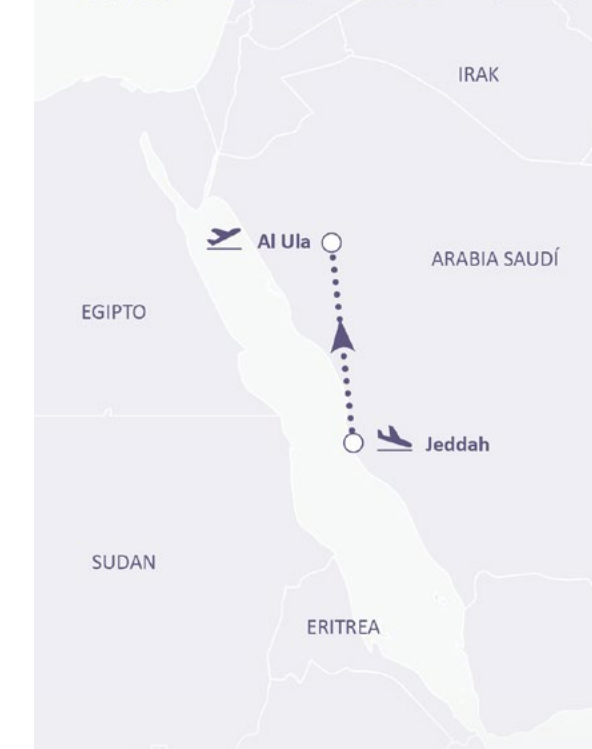 IRAK
Al Ula
ARABIA SAUDÍ
EGIPTO
Jeddah
SUDAN
ERITREA